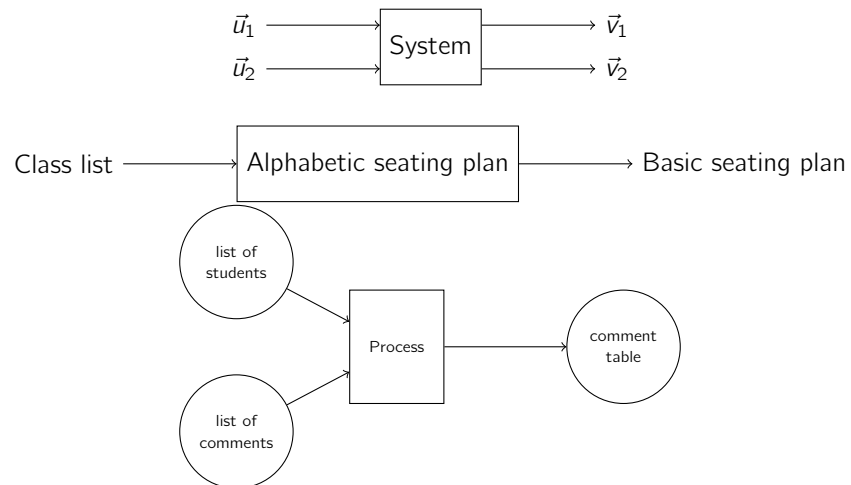 u⃗₁ System v⃗₁
u⃗₂ v⃗₂
Class list Alphabetic seating plan Basic seating plan
list of
students
Process
comment
table
list of
comments